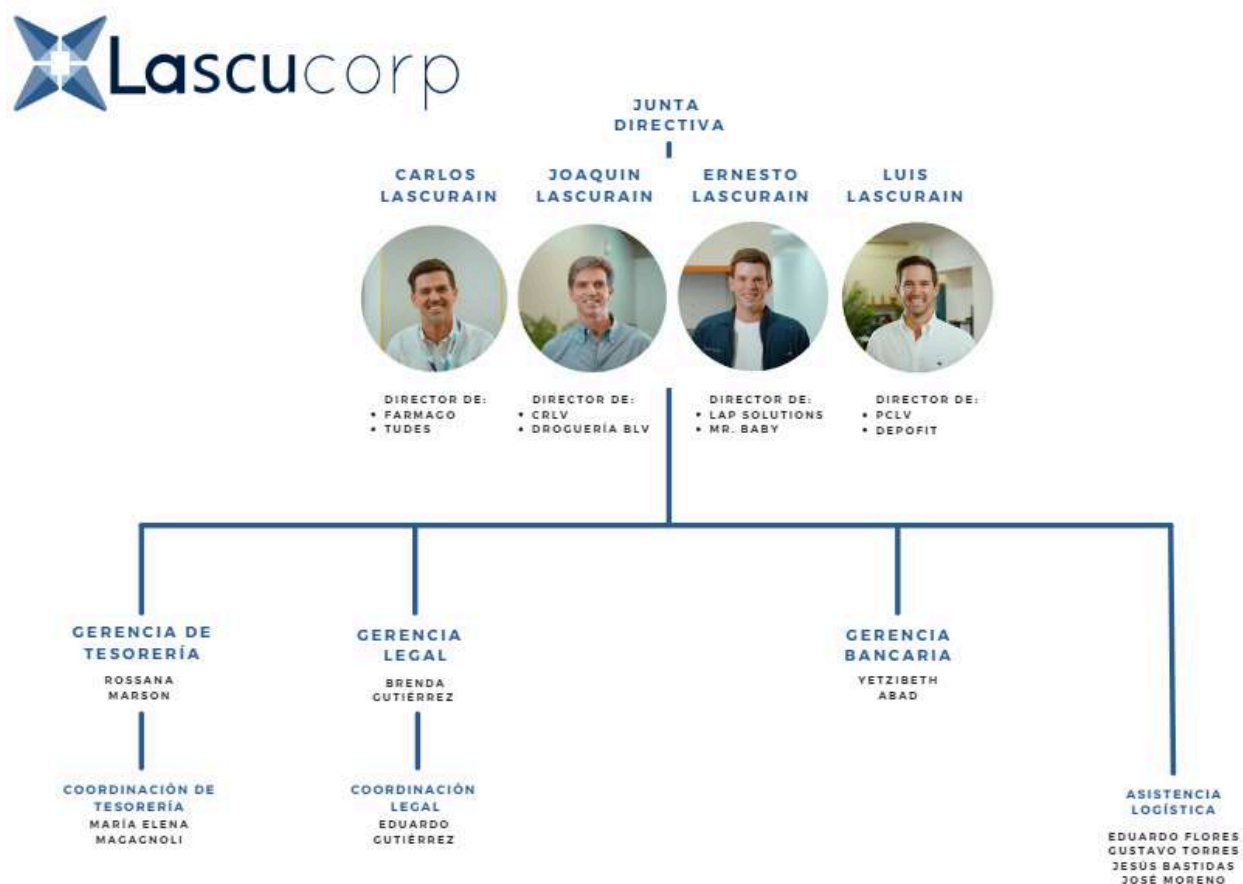 Lascucorp
JUNTA
DIRECTIVA
CARLOS
LASCURAIN
JOAQUIN
LASCURAIN
ERNESTO
LASCURAIN
LUIS
LASCURAIN
DIRECTOR DE:
• FARMAGO
• TUDES
DIRECTOR DE:
• CRLV
• DROGUERÍA BLV
DIRECTOR DE:
• LAP SOLUTIONS
• MR. BABY
DIRECTOR DE:
• PCLV
• DEPOFIT
GERENCIA DE
TESORERÍA
ROSSANA
MARSON
GERENCIA
LEGAL
BRENDA
GUTIÉRREZ
GERENCIA
BANCARIA
YETZIBETH
ABAD
COORDINACIÓN DE
TESORERÍA
MARÍA ELENA
MAGAGNOLI
COORDINACIÓN
LEGAL
EDUARDO
GUTIÉRREZ
ASISTENCIA
LOGÍSTICA
EDUARDO FLORES
GUSTAVO TORRES
JESÚS BASTIDAS
JOSÉ MORENO